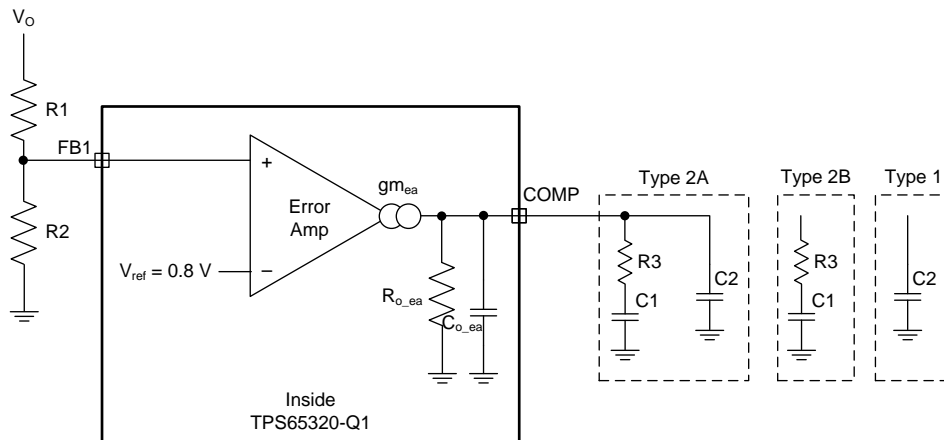 V_O
R1
FB1
R2
+
Error
Amp
−
V_ref = 0.8 V
gm_ea
R_o_ea
C_o_ea
Inside
TPS65320-Q1
COMP
Type 2A
R3
C1
C2
Type 2B
R3
C1
Type 1
C2